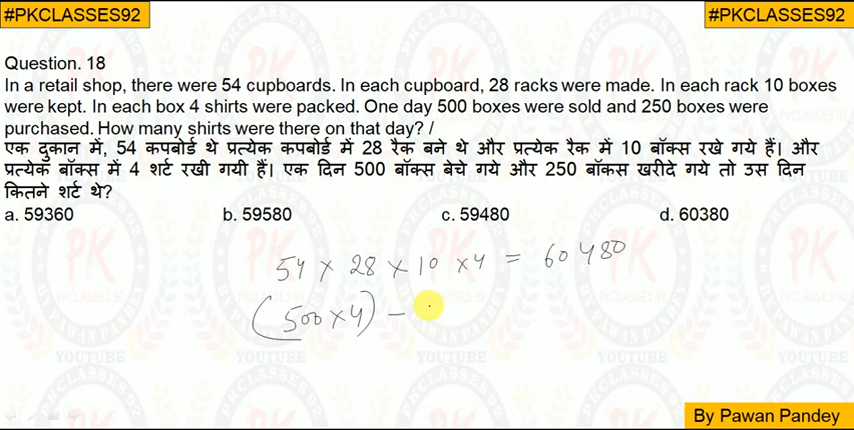 #PKCLASSES92 #PKCLASSES92
Question. 18
In a retail shop, there were 54 cupboards. In each cupboard, 28 racks were made. In each rack 10 boxes
were kept. In each box 4 shirts were packed. One day 500 boxes were sold and 250 boxes were
purchased. How many shirts were there on that day? /
एक दुकान में, 54 कपबोर्ड थे प्रत्येक कपबोर्ड में 28 रैक बने थे और प्रत्येक रैक में 10 बॉक्स रखे गये हैं। और
प्रत्येक बॉक्स में 4 शर्ट रखी गयी हैं। एक दिन 500 बॉक्स बेचे गये और 250 बॉकस खरीदे गये तो उस दिन
कितने शर्ट थे?
a. 59360 b. 59580 c. 59480 d. 60380
54 × 28 × 10 × 4 = 60480
(500 × 4) -
By Pawan Pandey